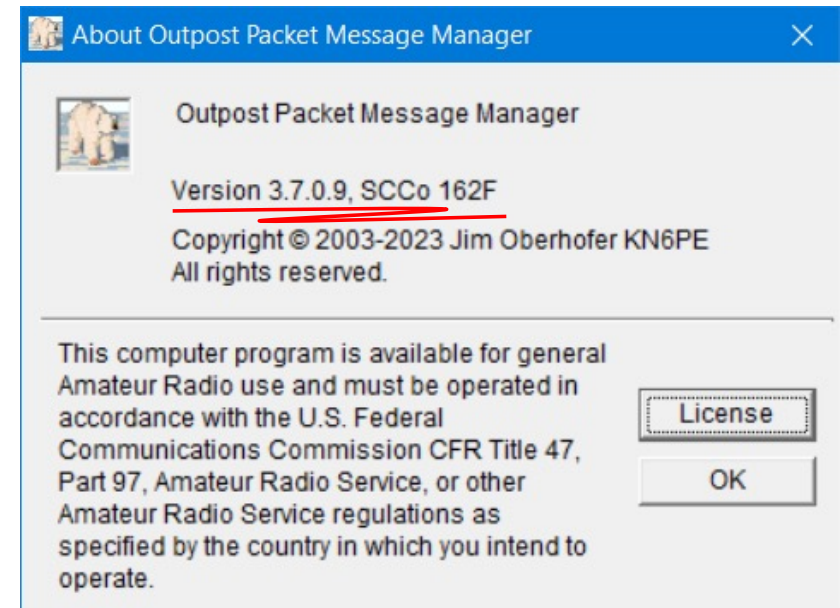 About Outpost Packet Message Manager
Outpost Packet Message Manager
Version 3.7.0.9, SCCo 162F
Copyright © 2003-2023 Jim Oberhofer KN6PE
All rights reserved.
This computer program is available for general
Amateur Radio use and must be operated in
accordance with the U.S. Federal
Communications Commission CFR Title 47,
Part 97, Amateur Radio Service, or other
Amateur Radio Service regulations as
specified by the country in which you intend to
operate.
License
OK